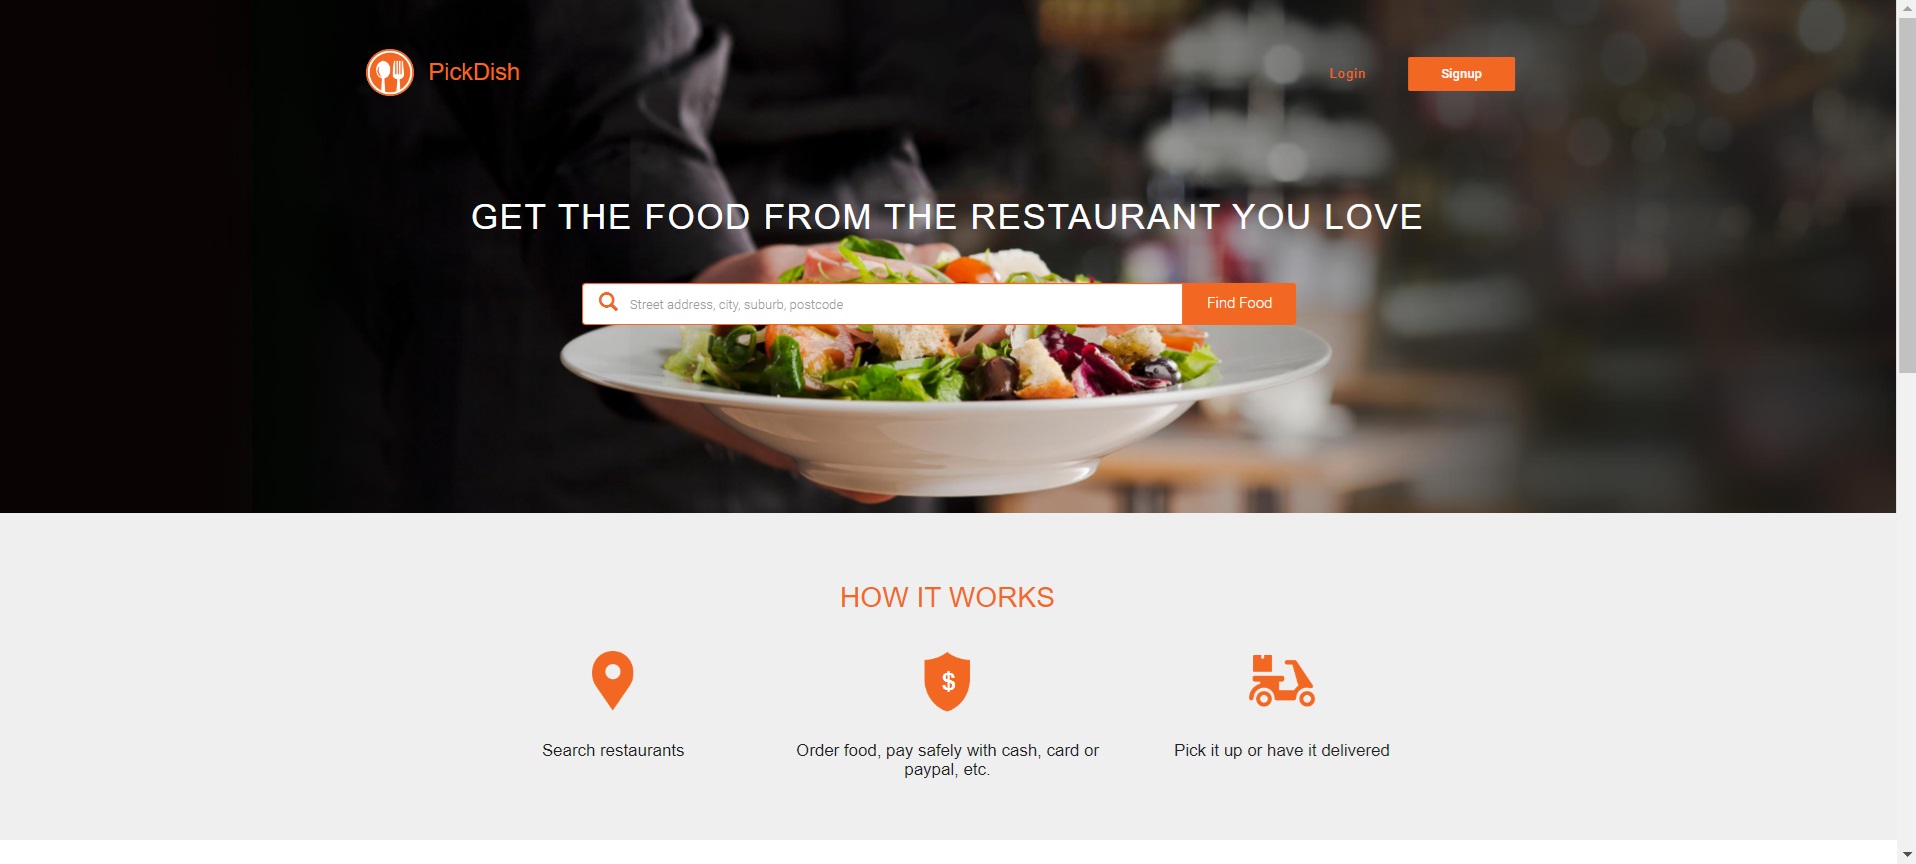 PickDish
Login
Signup
GET THE FOOD FROM THE RESTAURANT YOU LOVE
Street address, city, suburb, postcode
Find Food
HOW IT WORKS
$
Search restaurants
Order food, pay safely with cash, card or
paypal, etc.
Pick it up or have it delivered